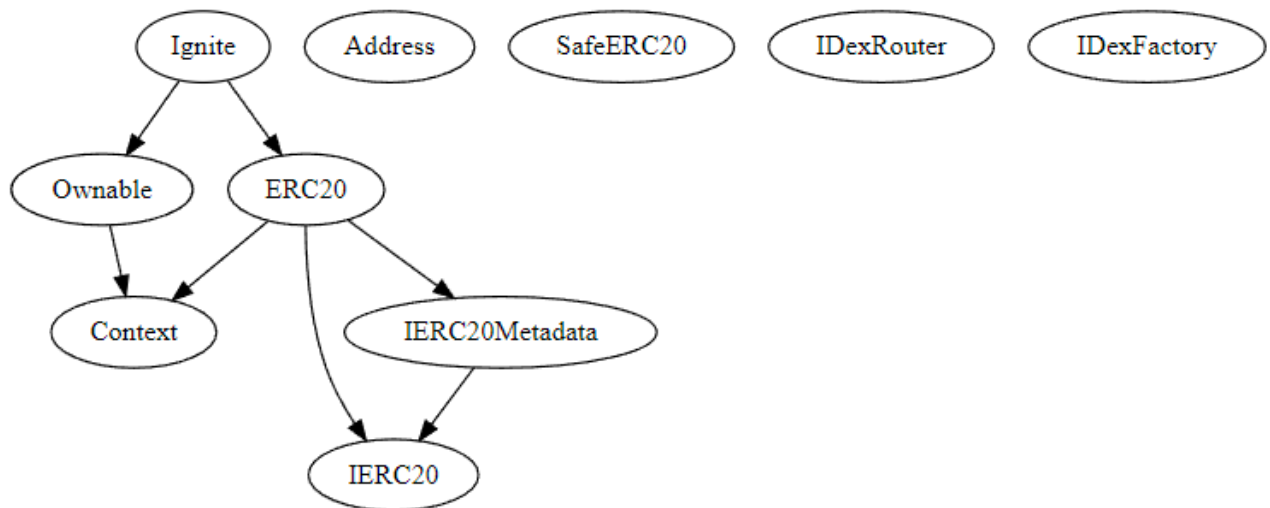 Ignite
Address
SafeERC20
IDexRouter
IDexFactory
Ownable
ERC20
Context
IERC20Metadata
IERC20